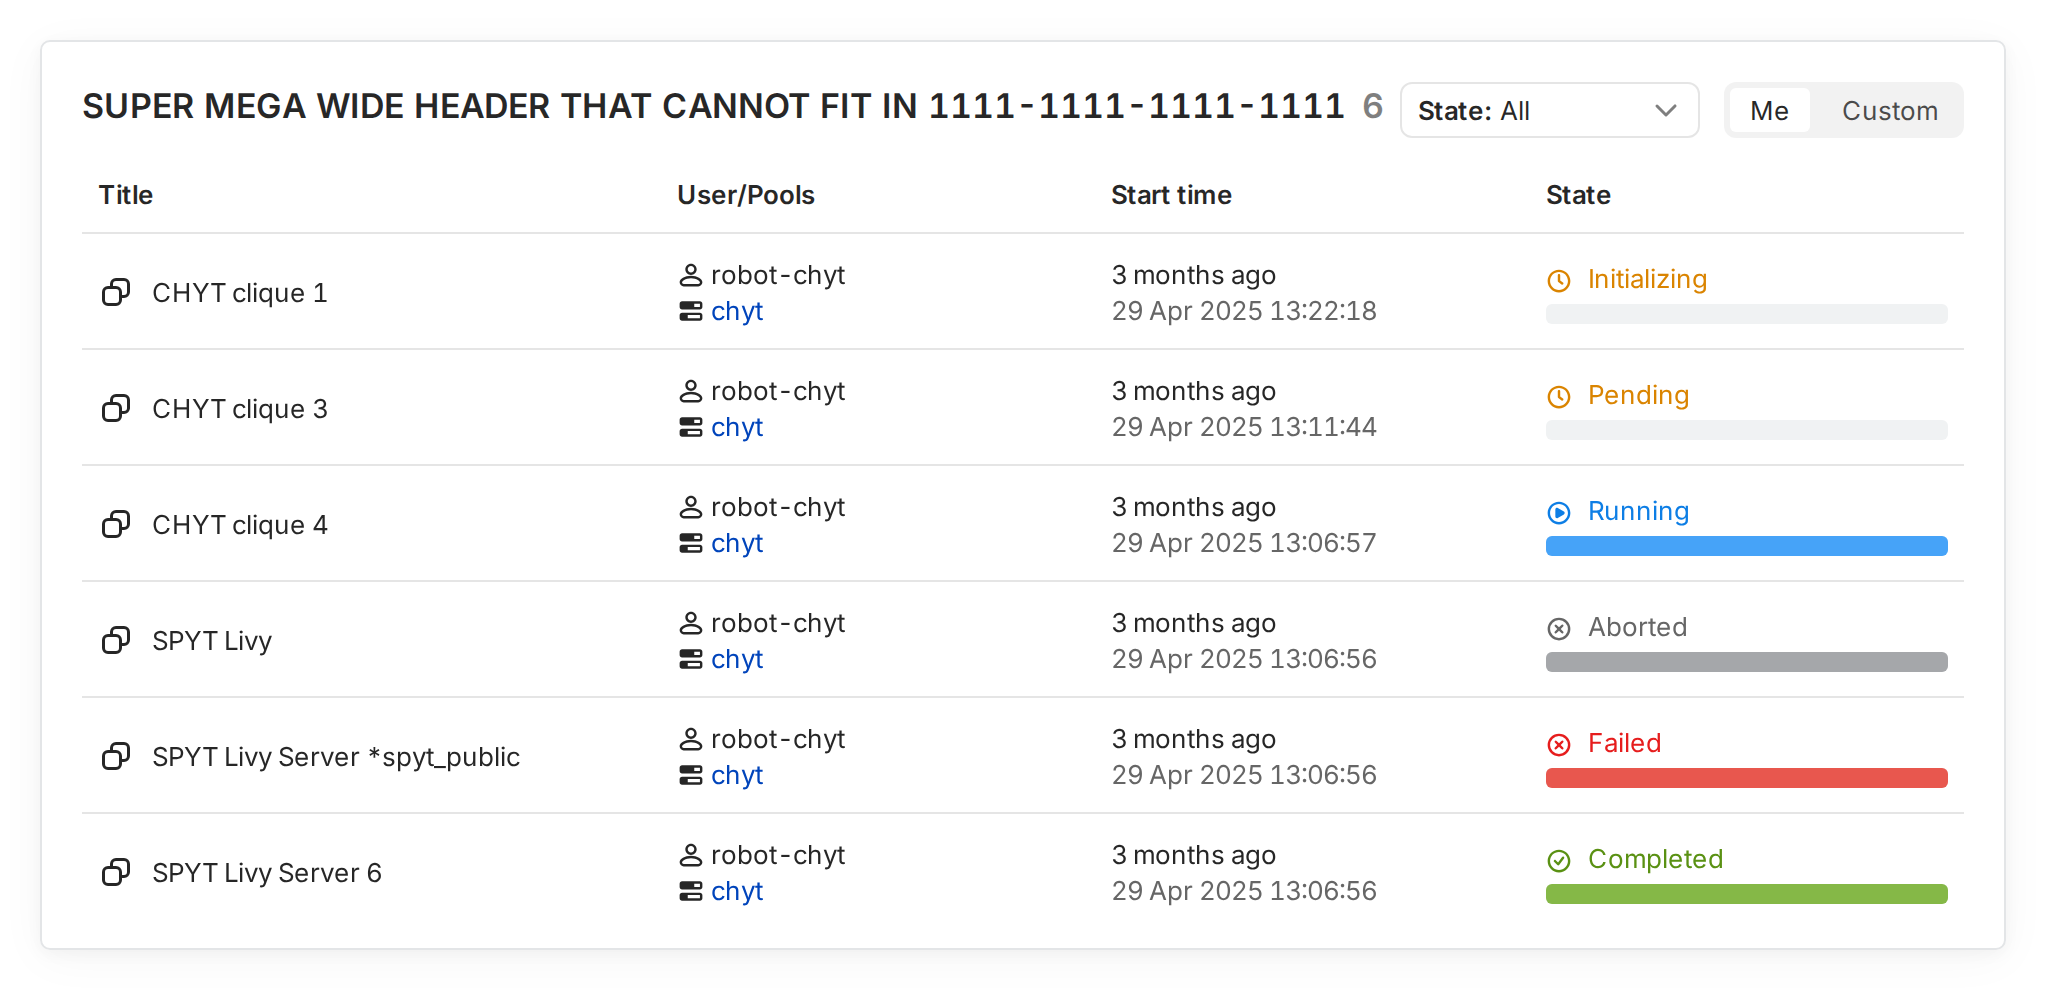 SUPER MEGA WIDE HEADER THAT CANNOT FIT IN 1111-1111-1111-1111 6 State: All Me Custom
Title User/Pools Start time State
CHYT clique 1
robot-chyt
chyt
3 months ago
29 Apr 2025 13:22:18
Initializing
CHYT clique 3
robot-chyt
chyt
3 months ago
29 Apr 2025 13:11:44
Pending
CHYT clique 4
robot-chyt
chyt
3 months ago
29 Apr 2025 13:06:57
Running
SPYT Livy
robot-chyt
chyt
3 months ago
29 Apr 2025 13:06:56
Aborted
SPYT Livy Server *spyt_public
robot-chyt
chyt
3 months ago
29 Apr 2025 13:06:56
Failed
SPYT Livy Server 6
robot-chyt
chyt
3 months ago
29 Apr 2025 13:06:56
Completed